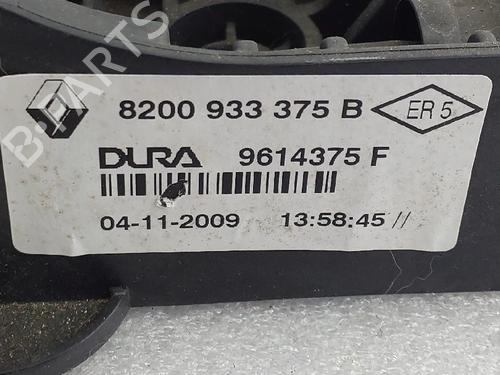 8200 933 375 B ER 5
DURA 9614375 F
04-11-2009 13:58:45 //
B-PARTS